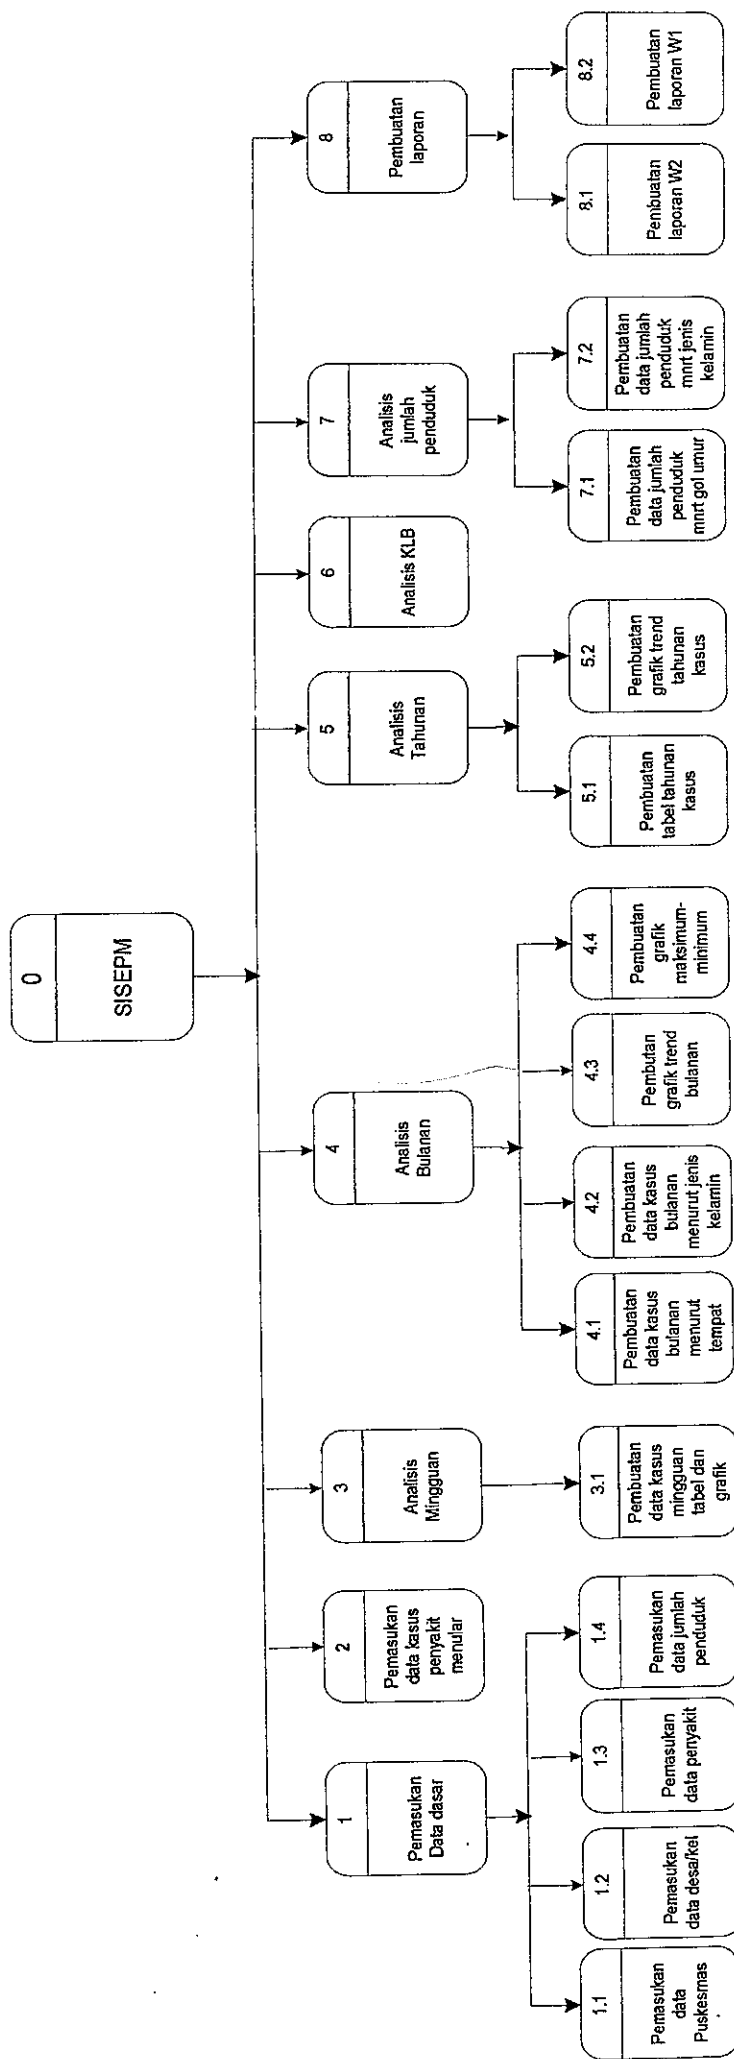 0
SISEPM
1
Pemasukan
Data dasar
2
Pemasukan
data kasus
penyakit
menular
3
Analisis
Mingguan
4
Analisis
Bulanan
5
Analisis
Tahunan
6
Analisis KLB
7
Analisis
jumlah
penduduk
8
Pembuatan
laporan
1.1
Pemasukan
data
Puskesmas
1.2
Pemasukan
data desa/kel
1.3
Pemasukan
data penyakit
1.4
Pemasukan
data jumlah
penduduk
3.1
Pembuatan
data kasus
mingguan
tabel dan
grafik
4.1
Pembuatan
data kasus
bulanan
menurut
tempat
4.2
Pembuatan
data kasus
bulanan
menurut jenis
kelamin
4.3
Pembutan
grafik trend
bulanan
4.4
Pembuatan
grafik
maksimum-
minimum
5.1
Pembuatan
tabel tahunan
kasus
5.2
Pembuatan
grafik trend
tahunan
kasus
7.1
Pembuatan
data jumlah
penduduk
mnrt gol umur
7.2
Pembuatan
data jumlah
penduduk
mnrt jenis
kelamin
8.1
Pembuatan
laporan W2
8.2
Pembuatan
laporan W1